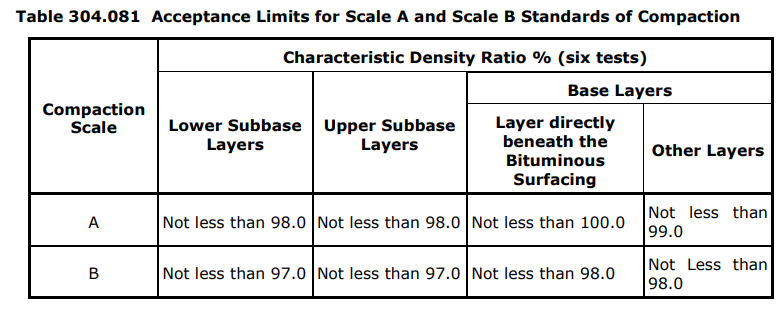 Table 304.081  Acceptance Limits for Scale A and Scale B Standards of Compaction
Characteristic Density Ratio % (six tests)
Base Layers
Compaction
Scale
Lower Subbase
Layers
Upper Subbase
Layers
Layer directly
beneath the
Bituminous
Surfacing
Other Layers
A
Not less than 98.0
Not less than 98.0
Not less than 100.0
Not less than
99.0
B
Not less than 97.0
Not less than 97.0
Not less than 98.0
Not Less than
98.0